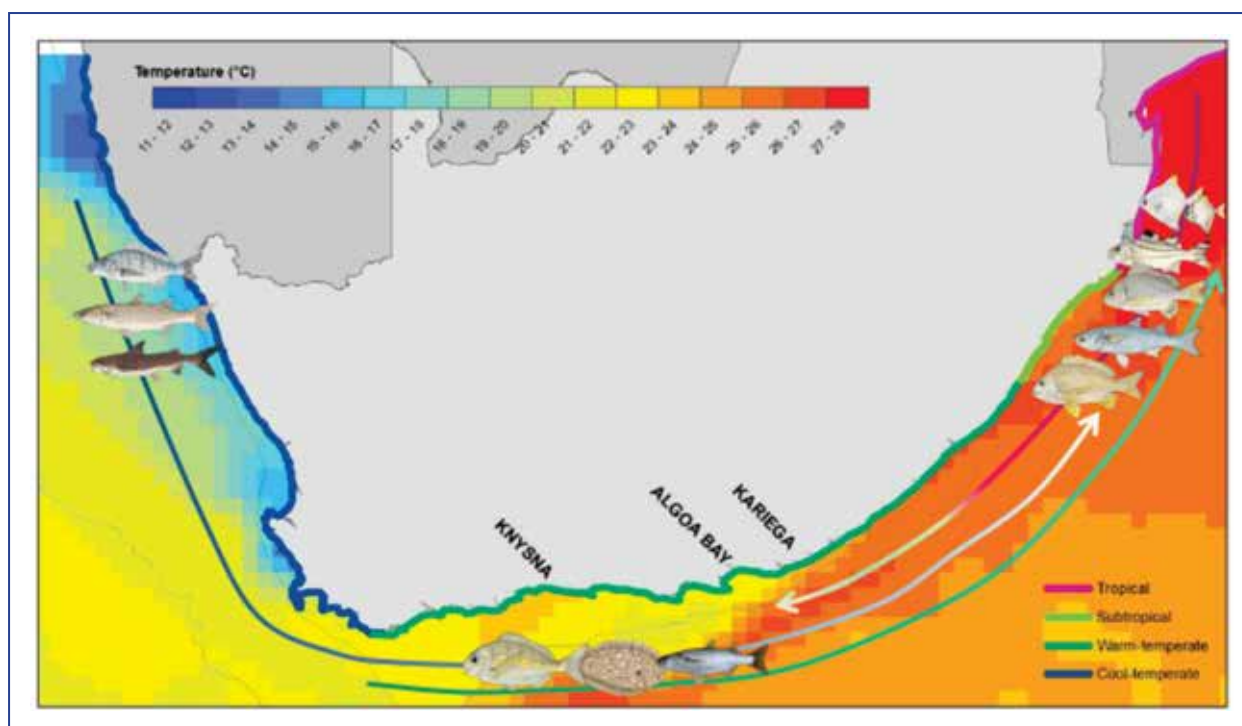 Temperature (°C)
11 - 12
12 - 13
13 - 14
14 - 15
15 - 16
16 - 17
17 - 18
18 - 19
19 - 20
20 - 21
21 - 22
22 - 23
23 - 24
24 - 25
25 - 26
26 - 27
27 - 28
KNYSNA
ALGOA BAY
KARIEGA
Tropical
Subtropical
Warm-temperate
Cool-temperate